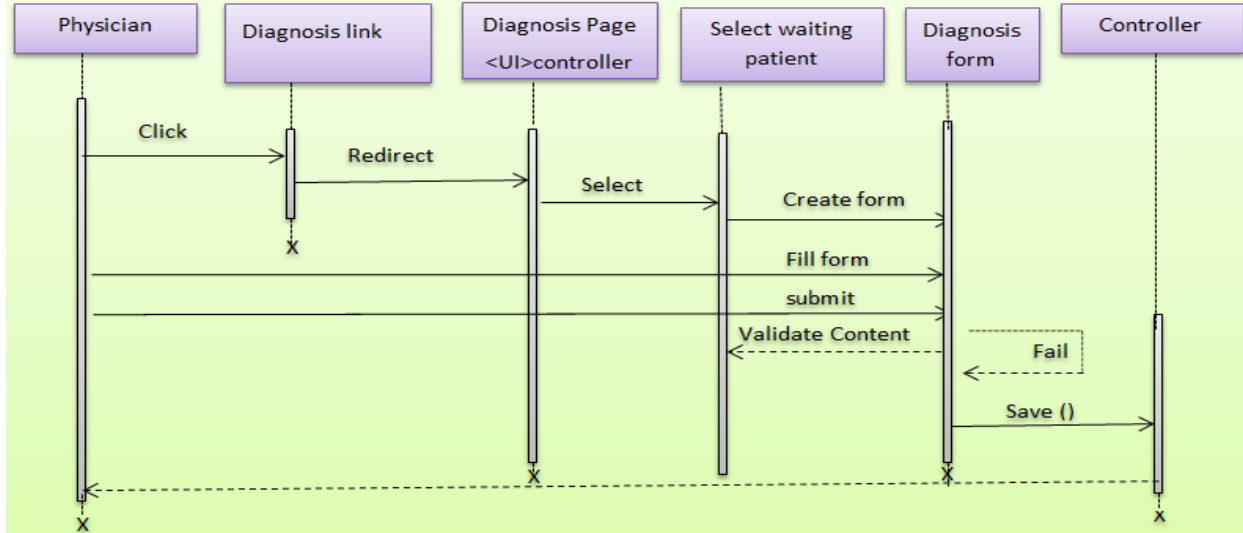 Physician
Diagnosis link
Diagnosis Page
<UI>controller
Select waiting
patient
Diagnosis
form
Controller
Click
Redirect
Select
Create form
Fill form
submit
Validate Content
Fail
Save ()
X
X
X
X
x